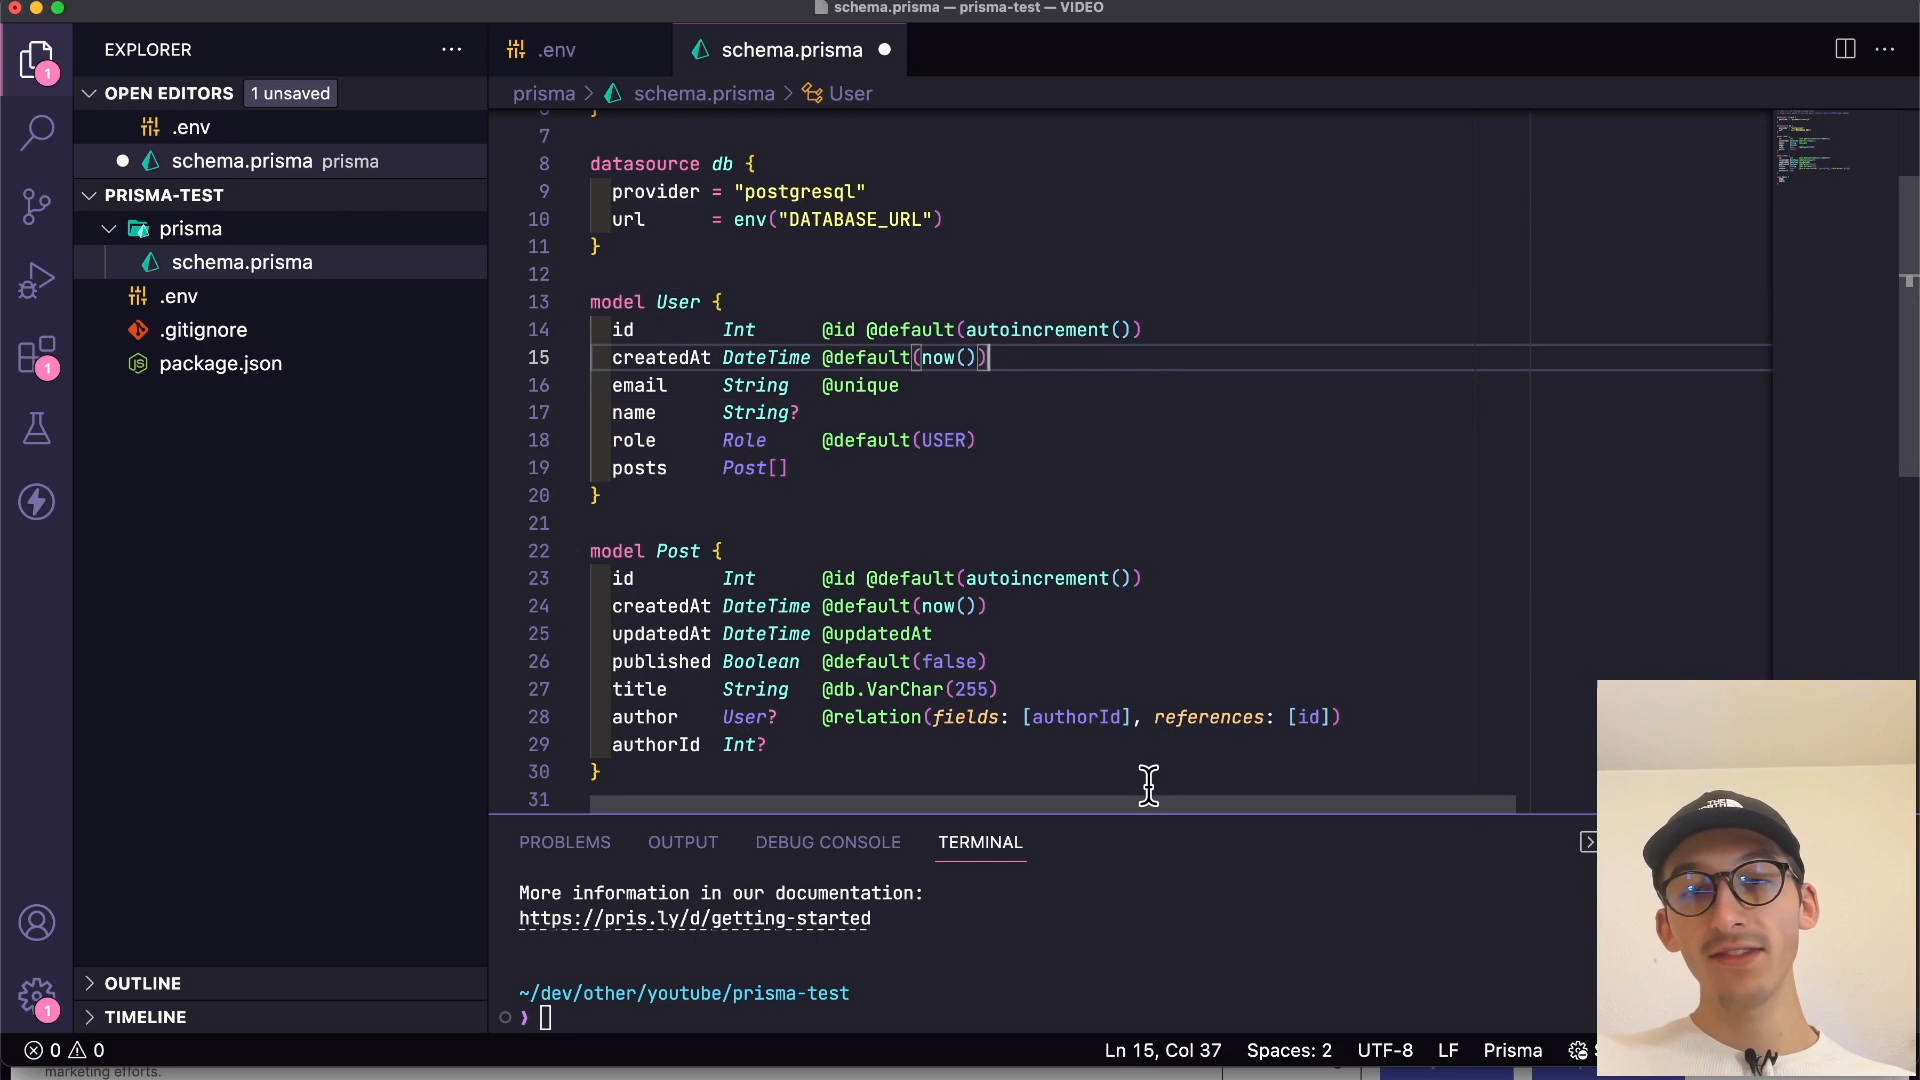 schema.prisma — prisma-test — VIDEO
EXPLORER
.env
schema.prisma
1
OPEN EDITORS 1 unsaved
prisma > schema.prisma > User
.env
schema.prisma prisma
PRISMA-TEST
prisma
schema.prisma
.env
.gitignore
package.json
1
OUTLINE
TIMELINE
1
6 }
7
8 datasource db {
9 provider = "postgresql"
10 url = env("DATABASE_URL")
11 }
12
13 model User {
14 id Int @id @default(autoincrement())
15 createdAt DateTime @default(now())
16 email String @unique
17 name String?
18 role Role @default(USER)
19 posts Post[]
20 }
21
22 model Post {
23 id Int @id @default(autoincrement())
24 createdAt DateTime @default(now())
25 updatedAt DateTime @updatedAt
26 published Boolean @default(false)
27 title String @db.VarChar(255)
28 author User? @relation(fields: [authorId], references: [id])
29 authorId Int?
30 }
31
PROBLEMS OUTPUT DEBUG CONSOLE TERMINAL
More information in our documentation:
https://pris.ly/d/getting-started
~/dev/other/youtube/prisma-test
❯
THE
0 0
Ln 15, Col 37 Spaces: 2 UTF-8 LF Prisma
marketing efforts.